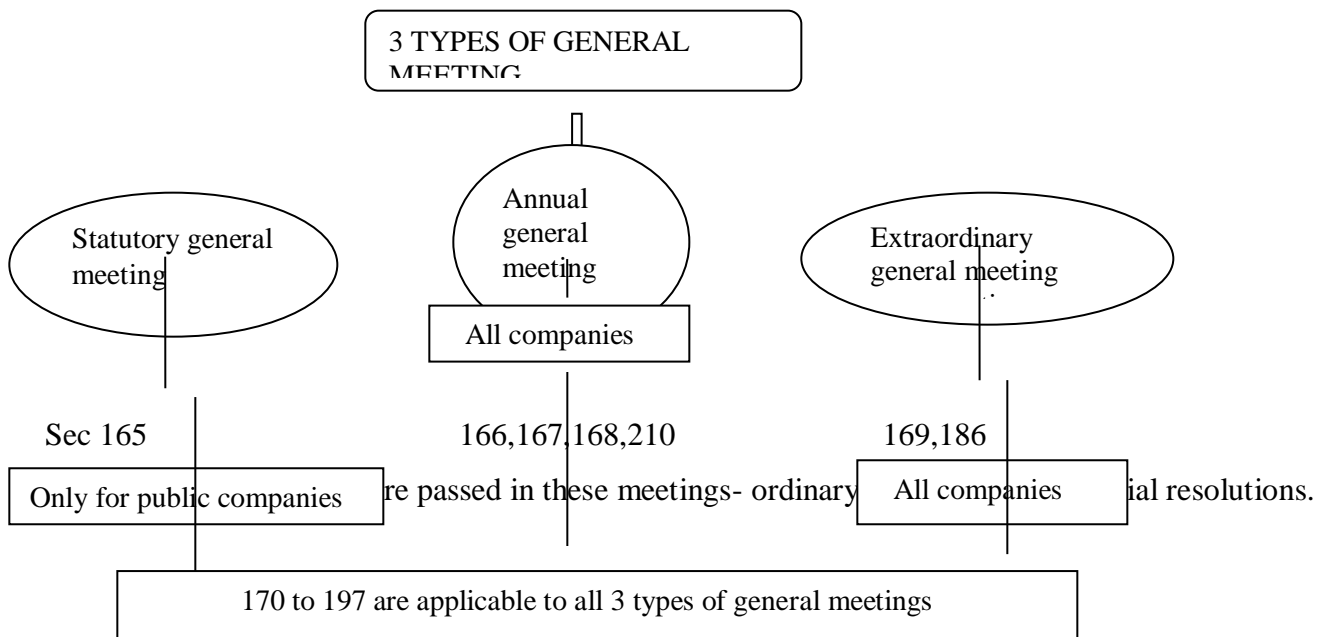 3 TYPES OF GENERAL
MEETING
Statutory general
meeting
Annual
general
meeting
Extraordinary
general meeting
All companies
Sec 165
166,167,168,210
169,186
Only for public companies
re passed in these meetings- ordinary
All companies
ial resolutions.
170 to 197 are applicable to all 3 types of general meetings